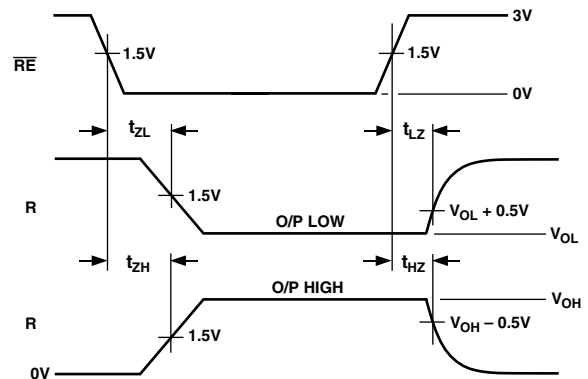 3V
RE
1.5V
1.5V
0V
tZL
tLZ
R
1.5V
O/P LOW
VOL + 0.5V
VOL
tZH
tHZ
O/P HIGH
VOH
R
1.5V
VOH – 0.5V
0V